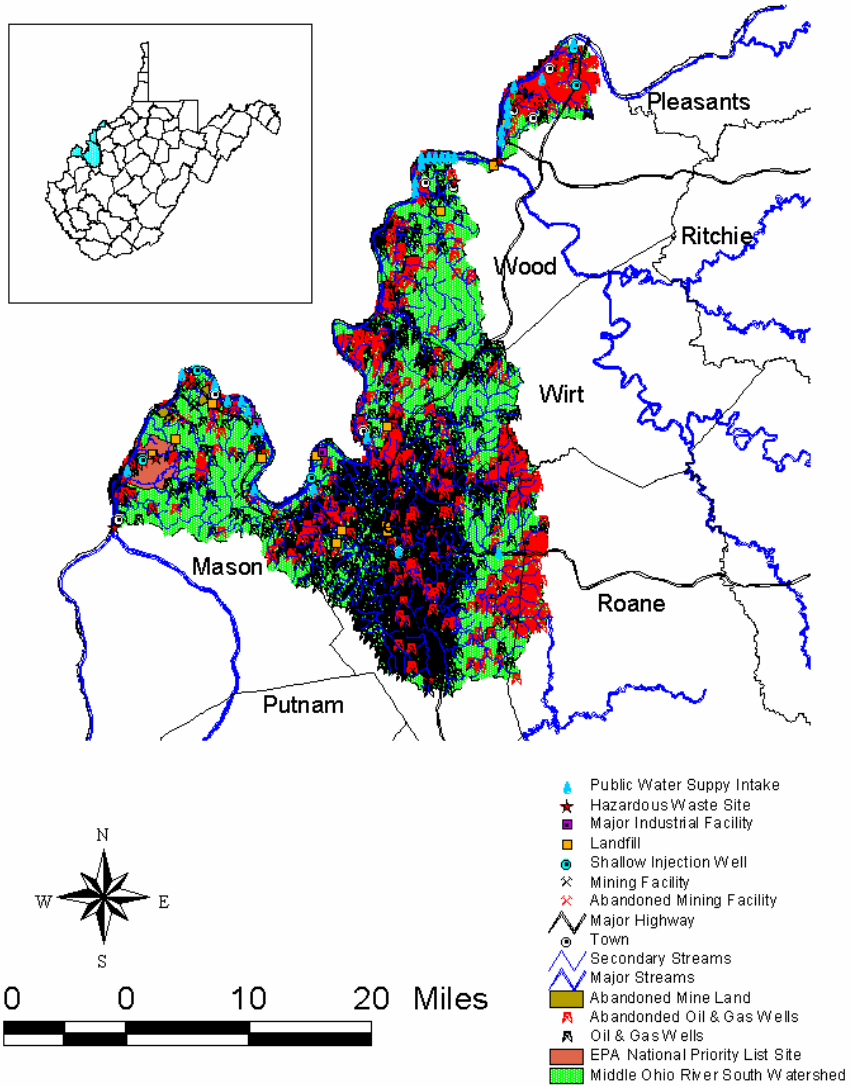 Pleasants
Ritchie
Wood
Wirt
Mason
Roane
Putnam
Public Water Suppy Intake
Hazardous Waste Site
Major Industrial Facility
Landfill
Shallow Injection Well
Mining Facility
Abandoned Mining Facility
Major Highway
Town
Secondary Streams
Major Streams
Abandoned Mine Land
Abandonded Oil & Gas Wells
Oil & Gas Wells
EPA National Priority List Site
Middle Ohio River South Watershed
N
W E
S
0 0 10 20 Miles